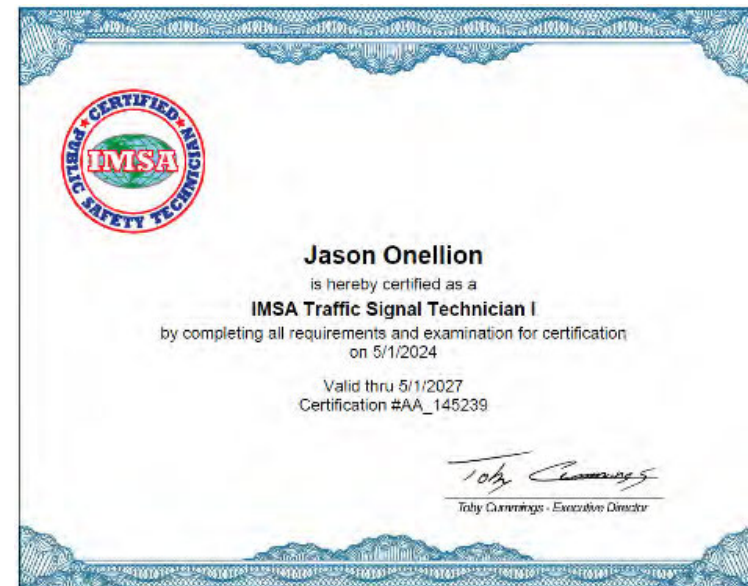 CERTIFIED
PUBLIC SAFETY TECHNICIAN
IMSA
Jason Onellion
is hereby certified as a
IMSA Traffic Signal Technician I
by completing all requirements and examination for certification
on 5/1/2024
Valid thru 5/1/2027
Certification #AA_145239
Toby Cummings
Toby Cummings - Executive Director